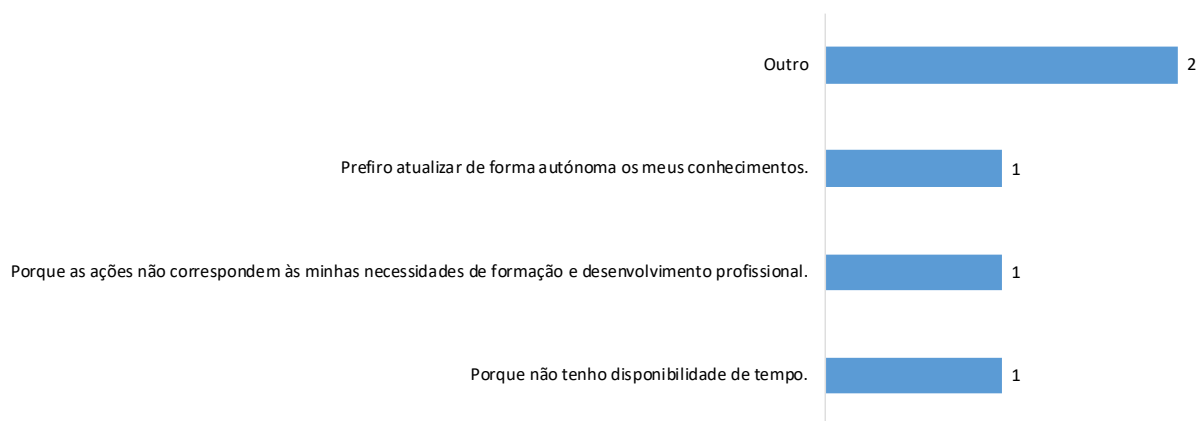 Outro 2
Prefiro atualizar de forma autónoma os meus conhecimentos. 1
Porque as ações não correspondem às minhas necessidades de formação e desenvolvimento profissional. 1
Porque não tenho disponibilidade de tempo. 1